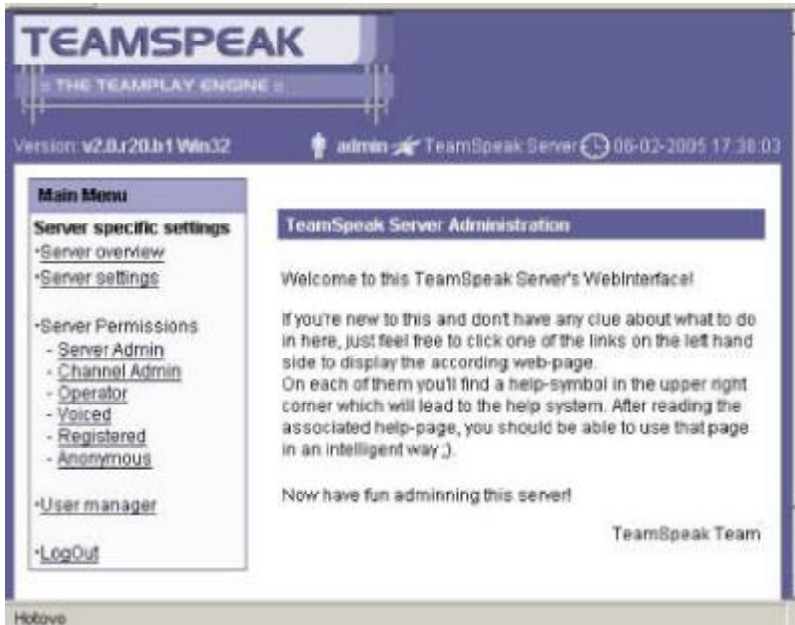 TEAMSPEAK
:: THE TEAMPLAY ENGINE ::
Version: v2.0.r20.b1 Win32 admin TeamSpeak Server 06-02-2005 17:38:03
Main Menu
Server specific settings
·Server overview
·Server settings
·Server Permissions
- Server Admin
- Channel Admin
- Operator
- Voiced
- Registered
- Anonymous
·User manager
·LogOut
TeamSpeak Server Administration
Welcome to this TeamSpeak Server's WebInterface!
If you're new to this and don't have any clue about what to do
in here, just feel free to click one of the links on the left hand
side to display the according web-page.
On each of them you'll find a help-symbol in the upper right
corner which will lead to the help system. After reading the
associated help-page, you should be able to use that page
in an intelligent way ;).
Now have fun adminning this server!
TeamSpeak Team
Hotovo